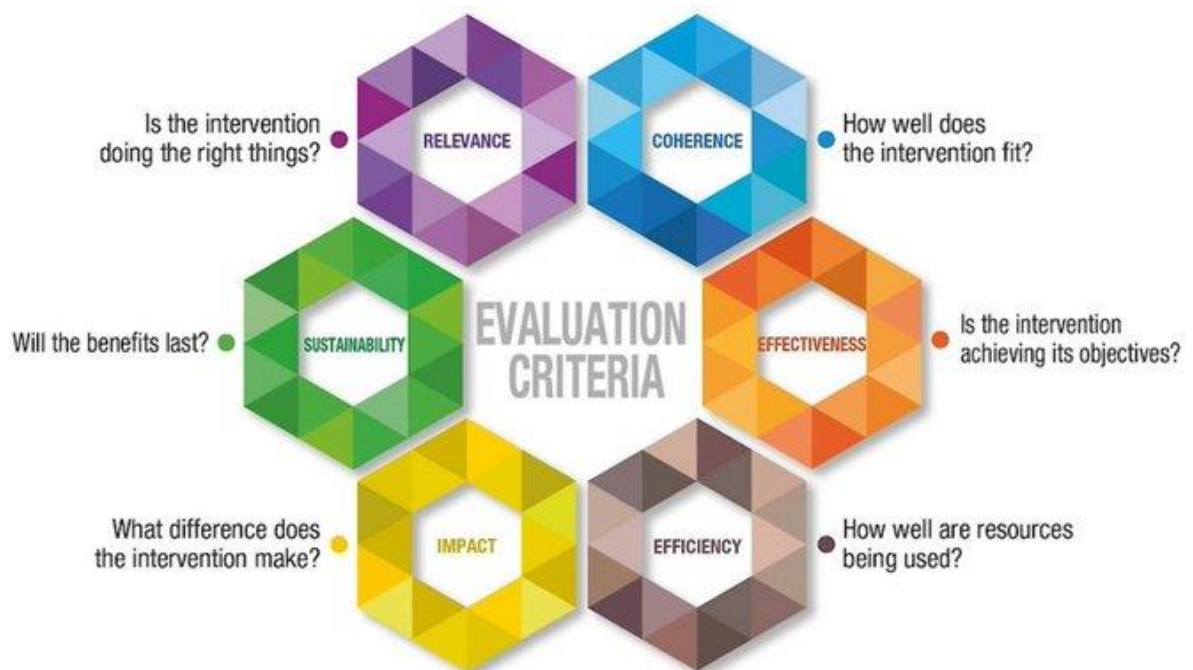 Is the intervention
doing the right things?
RELEVANCE
COHERENCE
How well does
the intervention fit?
Will the benefits last?
SUSTAINABILITY
EVALUATION
CRITERIA
EFFECTIVENESS
Is the intervention
achieving its objectives?
What difference does
the intervention make?
IMPACT
EFFICIENCY
How well are resources
being used?